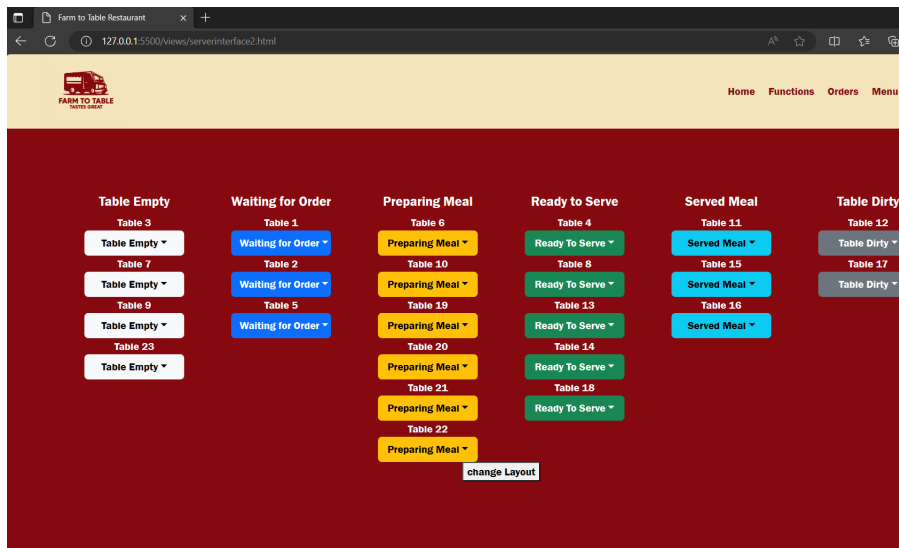 Farm to Table Restaurant
127.0.0.1:5500/views/serverinterface2.html
FARM TO TABLE
TASTES GREAT
Home Functions Orders Menu
Table Empty Waiting for Order Preparing Meal Ready to Serve Served Meal Table Dirty
Table 3 Table 1 Table 6 Table 4 Table 11 Table 12
Table Empty Waiting for Order Preparing Meal Ready To Serve Served Meal Table Dirty
Table 7 Table 2 Table 10 Table 8 Table 15 Table 17
Table Empty Waiting for Order Preparing Meal Ready To Serve Served Meal Table Dirty
Table 9 Table 5 Table 19 Table 13 Table 16
Table Empty Waiting for Order Preparing Meal Ready To Serve Served Meal
Table 23 Table 20 Table 14
Table Empty Preparing Meal Ready To Serve
Table 21 Table 18
Preparing Meal Ready To Serve
Table 22
Preparing Meal
change Layout